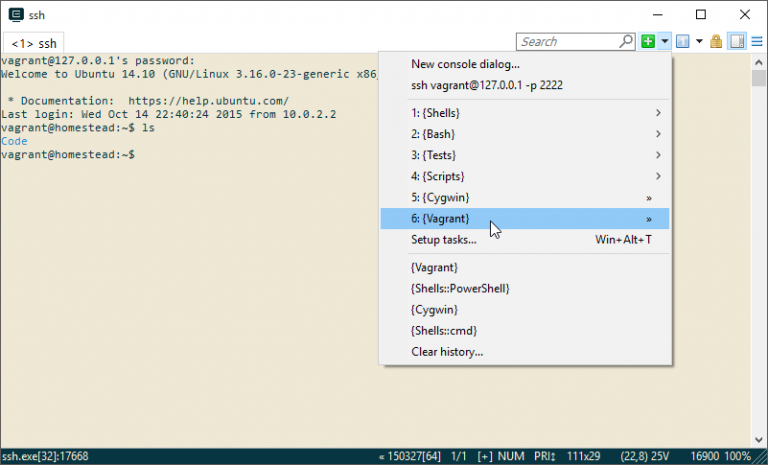 ssh
<1> ssh
Search
vagrant@127.0.0.1's password:
Welcome to Ubuntu 14.10 (GNU/Linux 3.16.0-23-generic x86
* Documentation:  https://help.ubuntu.com/
Last login: Wed Oct 14 22:40:24 2015 from 10.0.2.2
vagrant@homestead:~$ ls
Code
vagrant@homestead:~$
New console dialog...
ssh vagrant@127.0.0.1 -p 2222
1: {Shells}
2: {Bash}
3: {Tests}
4: {Scripts}
5: {Cygwin} »
6: {Vagrant} »
Setup tasks... Win+Alt+T
{Vagrant}
{Shells::PowerShell}
{Cygwin}
{Shells::cmd}
Clear history...
ssh.exe[32]:17668 « 150327[64] 1/1 [+] NUM PRI‡ 111x29 (22,8) 25V 16900 100%